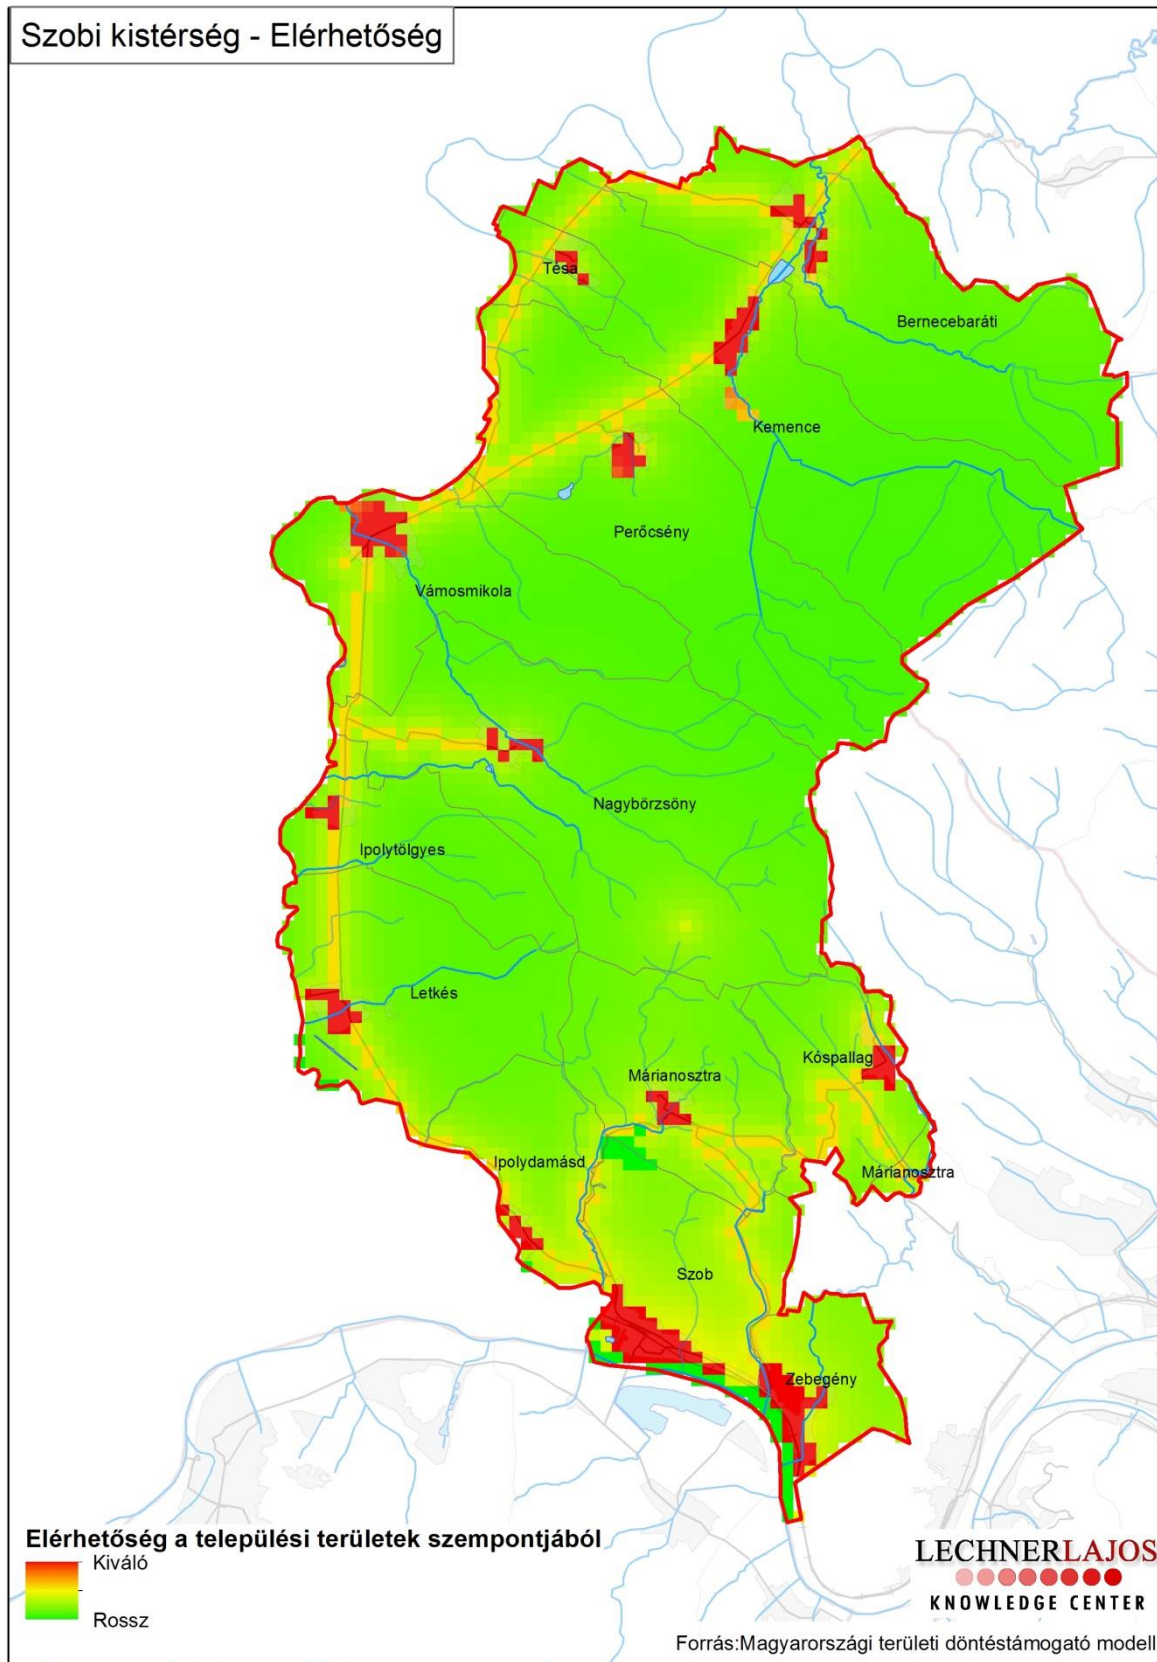 Szobi kistérség - Elérhetőség
Tésa
Bernecebaráti
Kemence
Perőcsény
Vámosmikola
Nagybörzsöny
Ipolytölgyes
Letkés
Kóspallag
Márianosztra
Ipolydamásd
Márianosztra
Szob
Zebegény
Elérhetőség a települési területek szempontjából
Kiváló
Rossz
LECHNERLAJOS
KNOWLEDGE CENTER
Forrás:Magyarországi területi döntéstámogató modell